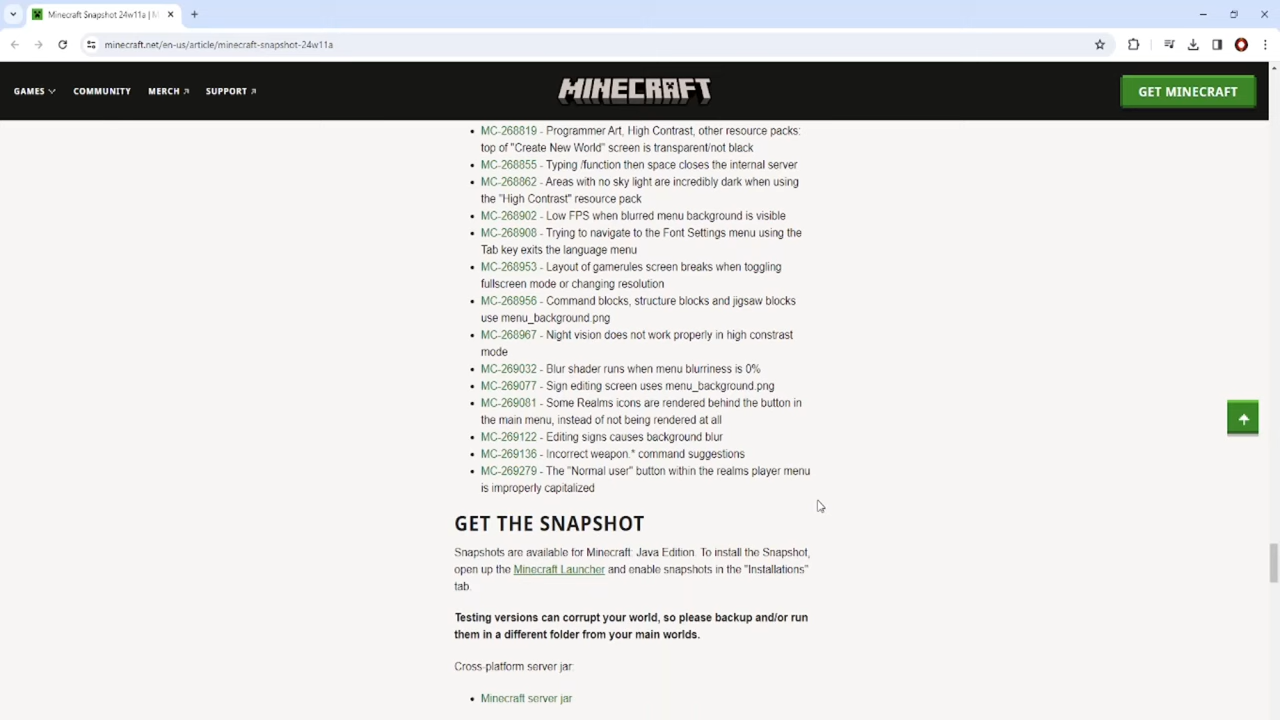 Minecraft Snapshot 24w11a | M
minecraft.net/en-us/article/minecraft-snapshot-24w11a
GAMES
COMMUNITY
MERCH
SUPPORT
MINECRAFT
GET MINECRAFT
MC-268819 - Programmer Art, High Contrast, other resource packs:
top of "Create New World" screen is transparent/not black
MC-268855 - Typing /function then space closes the internal server
MC-268862 - Areas with no sky light are incredibly dark when using
the "High Contrast" resource pack
MC-268902 - Low FPS when blurred menu background is visible
MC-268908 - Trying to navigate to the Font Settings menu using the
Tab key exits the language menu
MC-268953 - Layout of gamerules screen breaks when toggling
fullscreen mode or changing resolution
MC-268956 - Command blocks, structure blocks and jigsaw blocks
use menu_background.png
MC-268967 - Night vision does not work properly in high constrast
mode
MC-269032 - Blur shader runs when menu blurriness is 0%
MC-269077 - Sign editing screen uses menu_background.png
MC-269081 - Some Realms icons are rendered behind the button in
the main menu, instead of not being rendered at all
MC-269122 - Editing signs causes background blur
MC-269136 - Incorrect weapon.* command suggestions
MC-269279 - The "Normal user" button within the realms player menu
is improperly capitalized
GET THE SNAPSHOT
Snapshots are available for Minecraft: Java Edition. To install the Snapshot,
open up the Minecraft Launcher and enable snapshots in the "Installations"
tab.
Testing versions can corrupt your world, so please backup and/or run
them in a different folder from your main worlds.
Cross-platform server jar:
Minecraft server jar